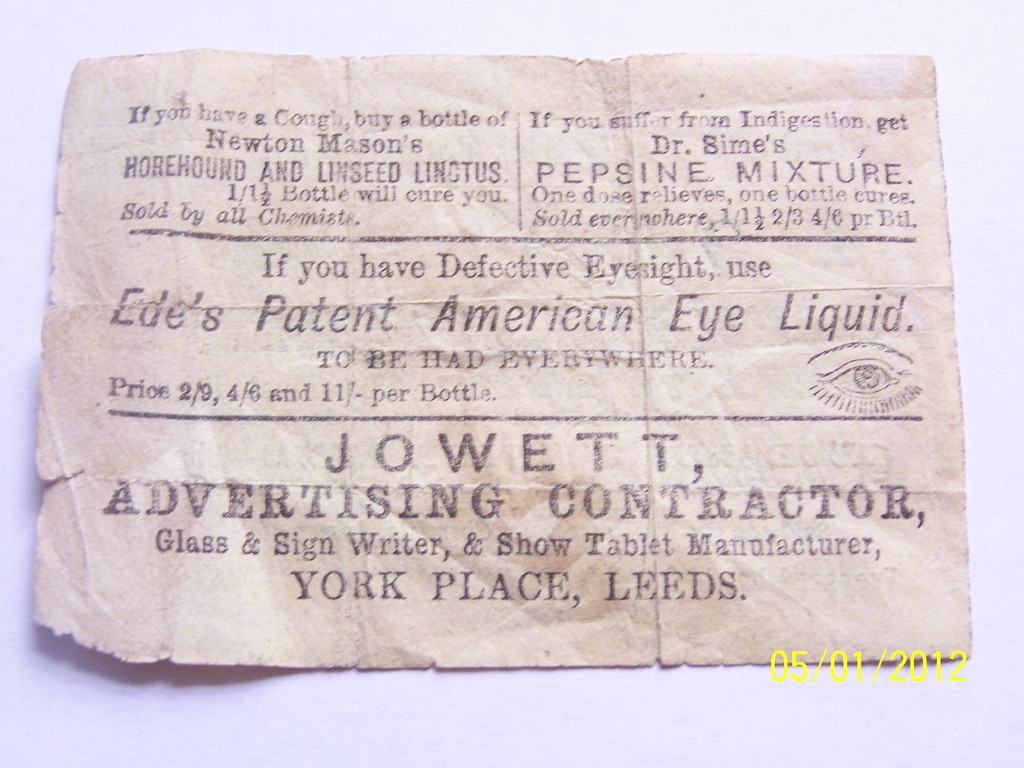 If you have a Cough, buy a bottle of
Newton Mason's
HOREHOUND AND LINSEED LINCTUS.
1/1½ Bottle will cure you.
Sold by all Chemists.
If you suffer from Indigestion, get
Dr. Sime's
PEPSINE MIXTURE.
One dose relieves, one bottle cures.
Sold everywhere, 1/1½ 2/3 4/6 pr Btl.
If you have Defective Eyesight, use
Ede's Patent American Eye Liquid.
TO BE HAD EVERYWHERE.
Price 2/9, 4/6 and 11/- per Bottle.
JOWETT,
ADVERTISING CONTRACTOR,
Glass & Sign Writer, & Show Tablet Manufacturer,
YORK PLACE, LEEDS.
05/01/2012